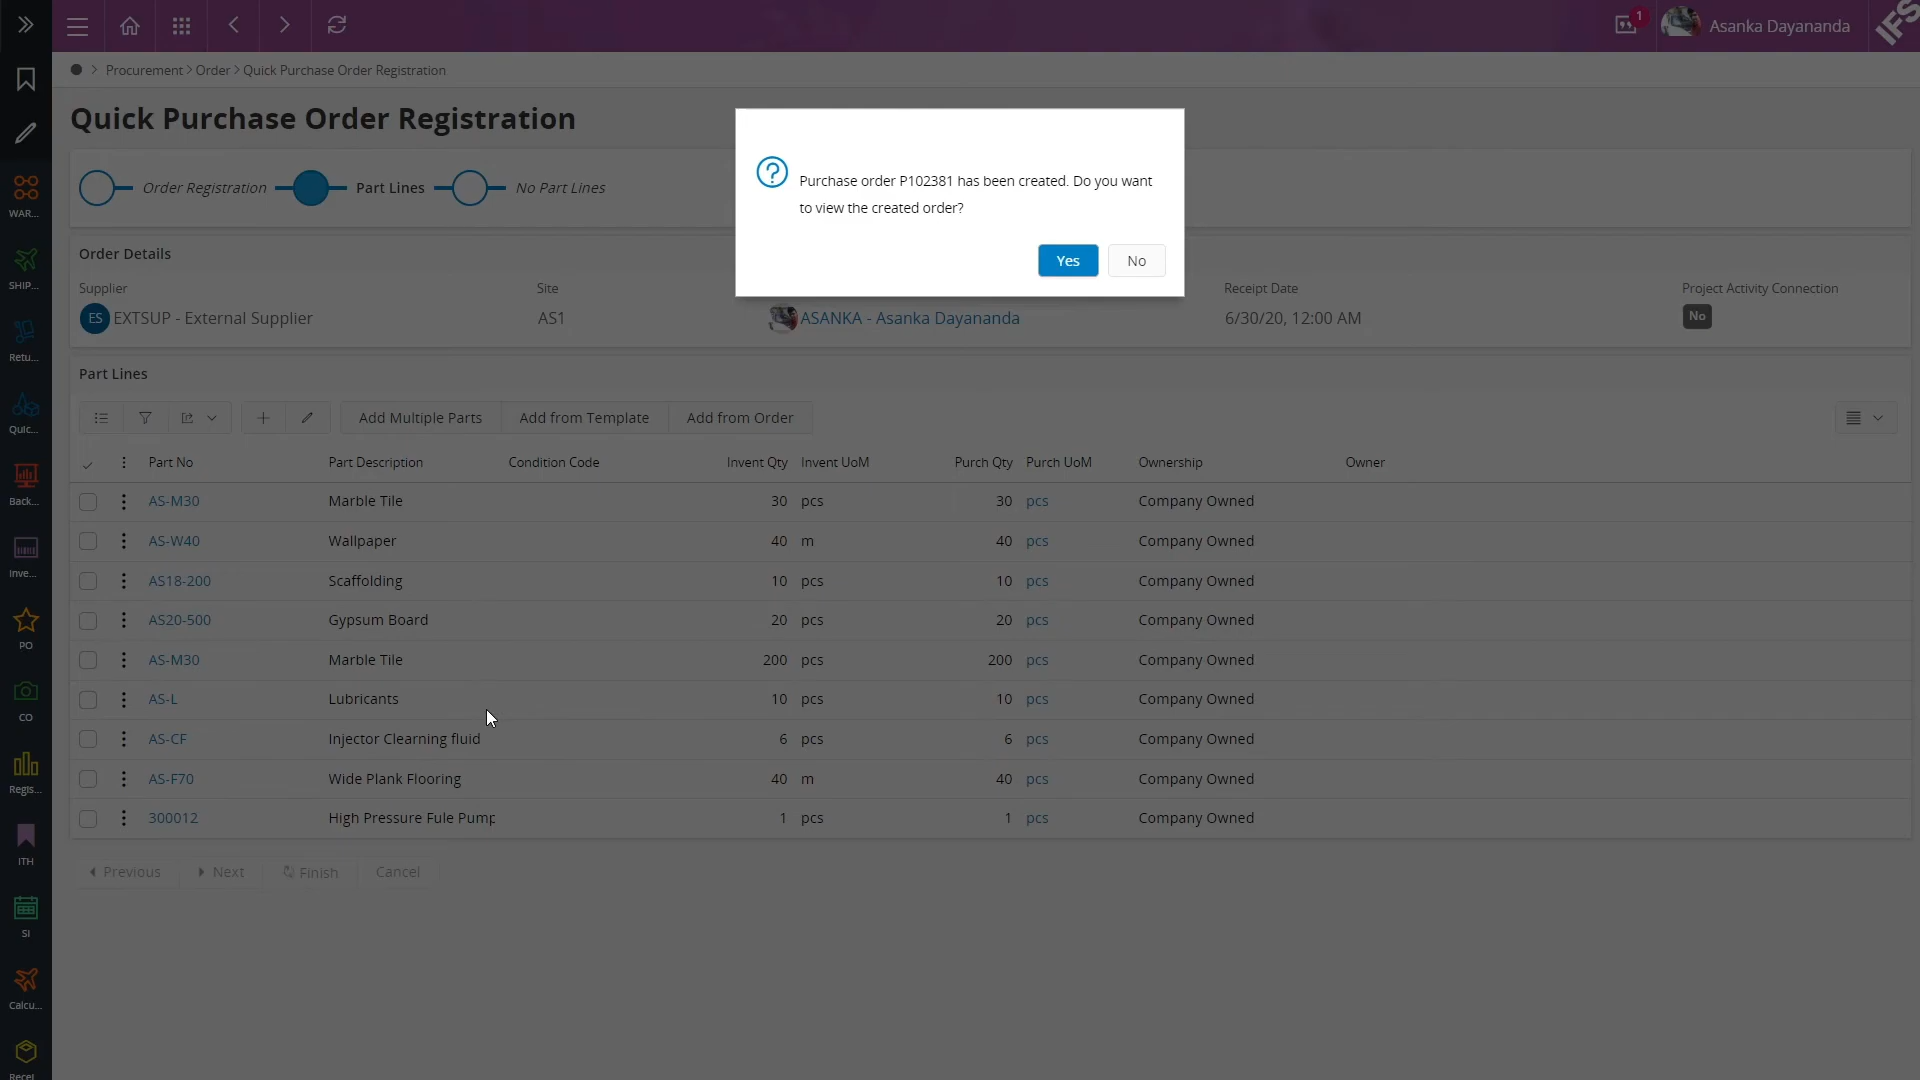 1
Asanka Dayananda
IFS
Procurement > Order > Quick Purchase Order Registration
Quick Purchase Order Registration
Order Registration
Part Lines
No Part Lines
Purchase order P102381 has been created. Do you want
to view the created order?
Yes
No
Order Details
Supplier
Site
Receipt Date
Project Activity Connection
ES EXTSUP - External Supplier
AS1
ASANKA - Asanka Dayananda
6/30/20, 12:00 AM
No
Part Lines
Add Multiple Parts
Add from Template
Add from Order
Part No Part Description Condition Code Invent Qty Invent UoM Purch Qty Purch UoM Ownership Owner
AS-M30 Marble Tile 30 pcs 30 pcs Company Owned
AS-W40 Wallpaper 40 m 40 pcs Company Owned
AS18-200 Scaffolding 10 pcs 10 pcs Company Owned
AS20-500 Gypsum Board 20 pcs 20 pcs Company Owned
AS-M30 Marble Tile 200 pcs 200 pcs Company Owned
AS-L Lubricants 10 pcs 10 pcs Company Owned
AS-CF Injector Clearning fluid 6 pcs 6 pcs Company Owned
AS-F70 Wide Plank Flooring 40 m 40 pcs Company Owned
300012 High Pressure Fule Pump 1 pcs 1 pcs Company Owned
Previous
Next
Finish
Cancel
WAR...
SHIP...
Retu...
Quic...
Back...
Inve...
PO
CO
Regis...
ITH
SI
Calcu...
Recei...